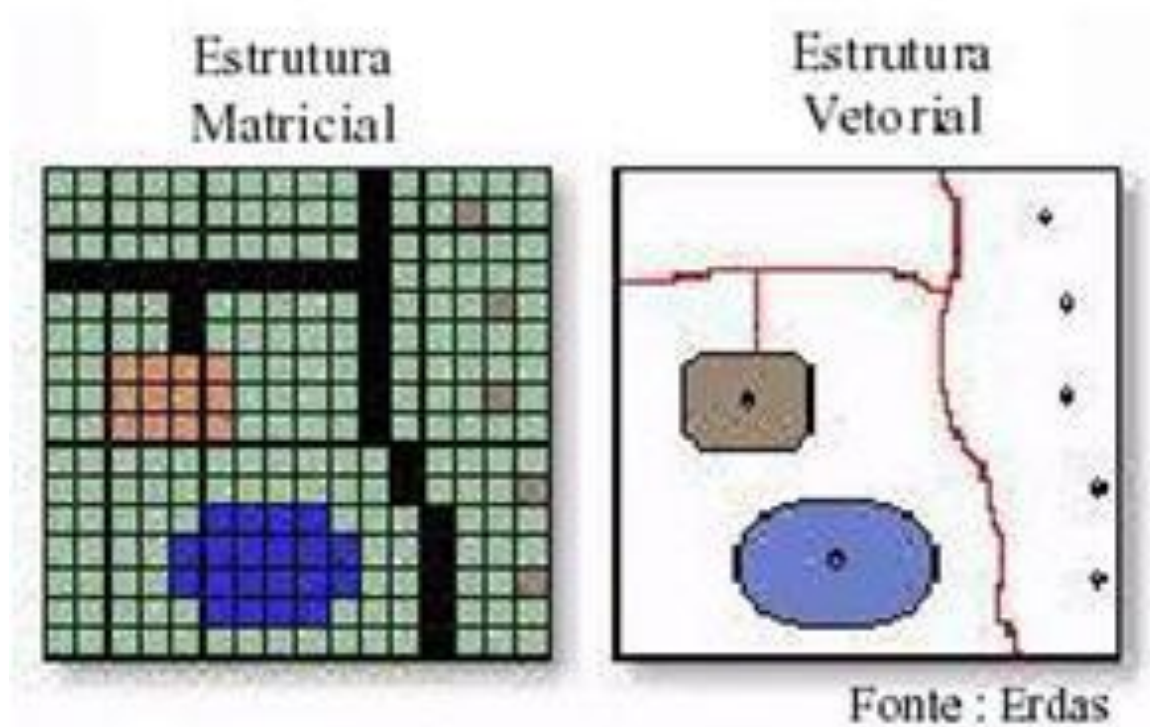 Estrutura
Matricial
Estrutura
Vetorial
Fonte : Erdas